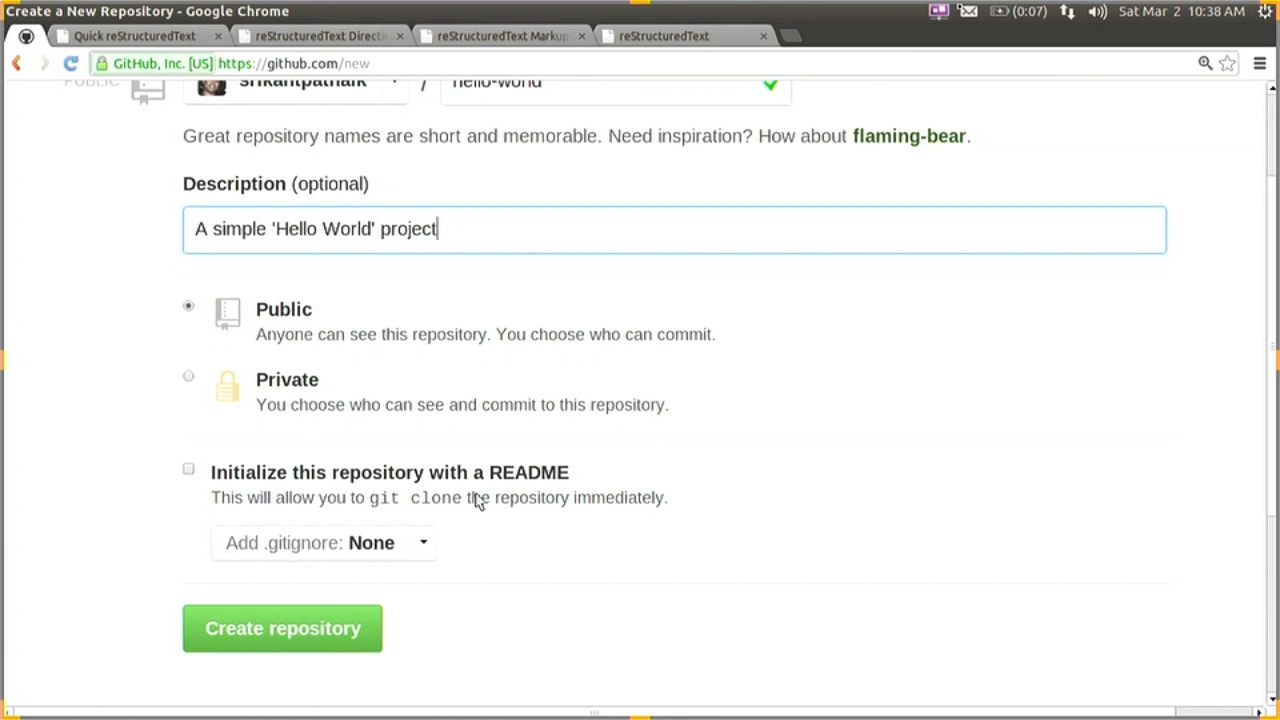 Create a New Repository - Google Chrome
(0:07) Sat Mar 2 10:38 AM
Quick reStructuredText × reStructuredText Directi × reStructuredText Markup × reStructuredText ×
GitHub, Inc. [US] https://github.com/new
PUBLIC srikantpatnaik / hello-world
Great repository names are short and memorable. Need inspiration? How about flaming-bear.
Description (optional)
A simple 'Hello World' project
Public
Anyone can see this repository. You choose who can commit.
Private
You choose who can see and commit to this repository.
Initialize this repository with a README
This will allow you to git clone the repository immediately.
Add .gitignore: None
Create repository